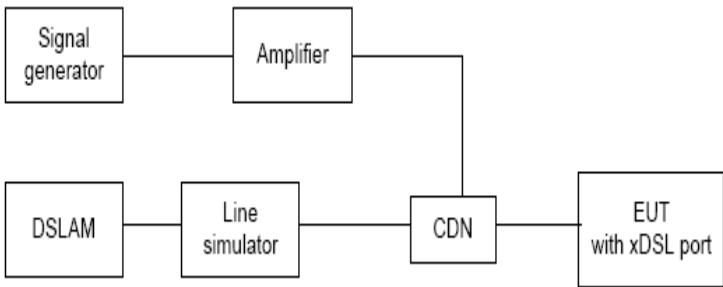 Signal
generator
Amplifier
DSLAM
Line
simulator
CDN
EUT
with xDSL port